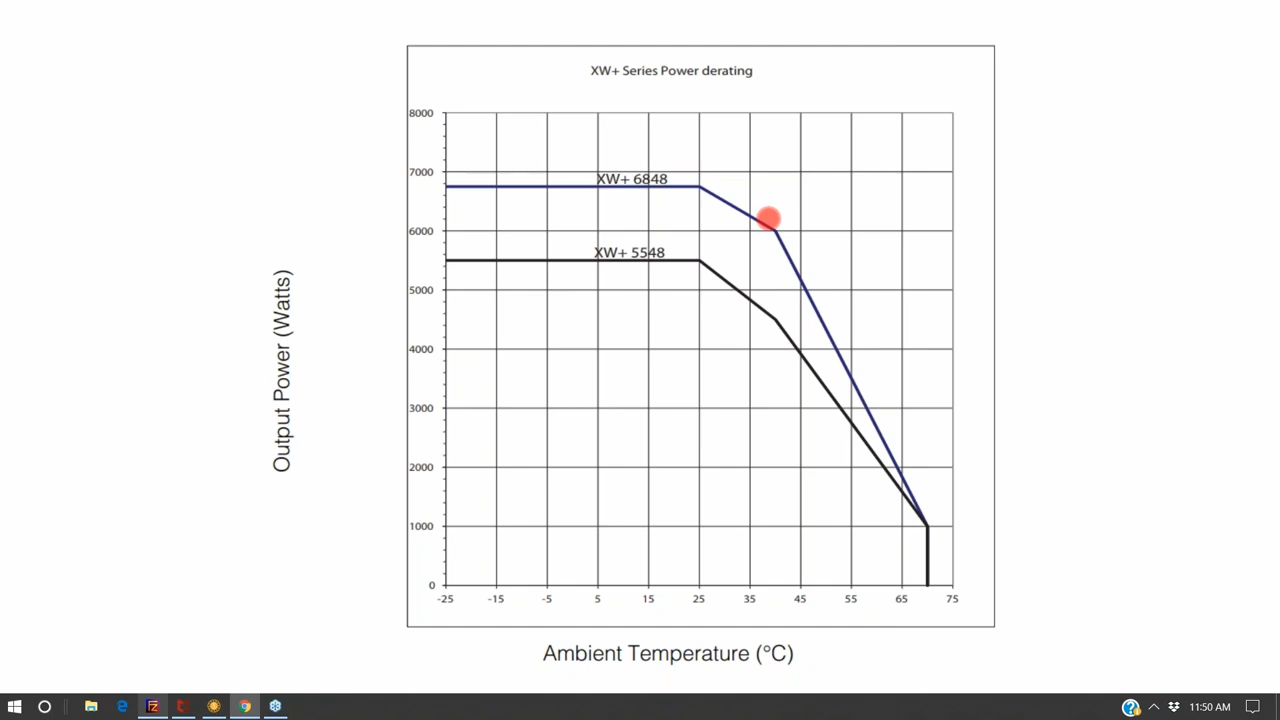 XW+ Series Power derating
8000
7000
XW+ 6848
6000
XW+ 5548
5000
4000
3000
2000
1000
0
-25 -15 -5 5 15 25 35 45 55 65 75
Output Power (Watts)
Ambient Temperature (°C)
11:50 AM